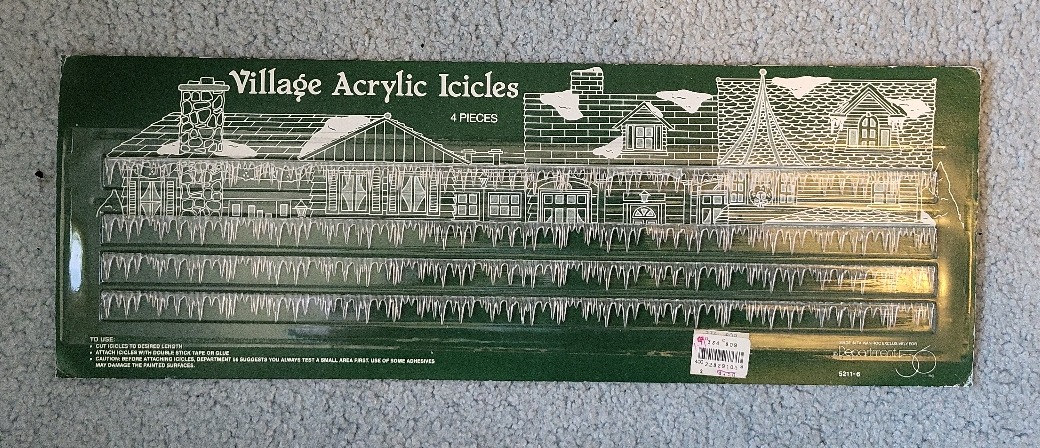 Village Acrylic Icicles
4 PIECES
TO USE:
• CUT ICICLES TO DESIRED LENGTH
• ATTACH ICICLES WITH DOUBLE STICK TAPE OR GLUE
• CAUTION: BEFORE ATTACHING ICICLES, DEPARTMENT 56 SUGGESTS YOU ALWAYS TEST A SMALL AREA FIRST. USE OF SOME ADHESIVES
MAY DAMAGE THE PAINTED SURFACES.
Department 56
5211-6